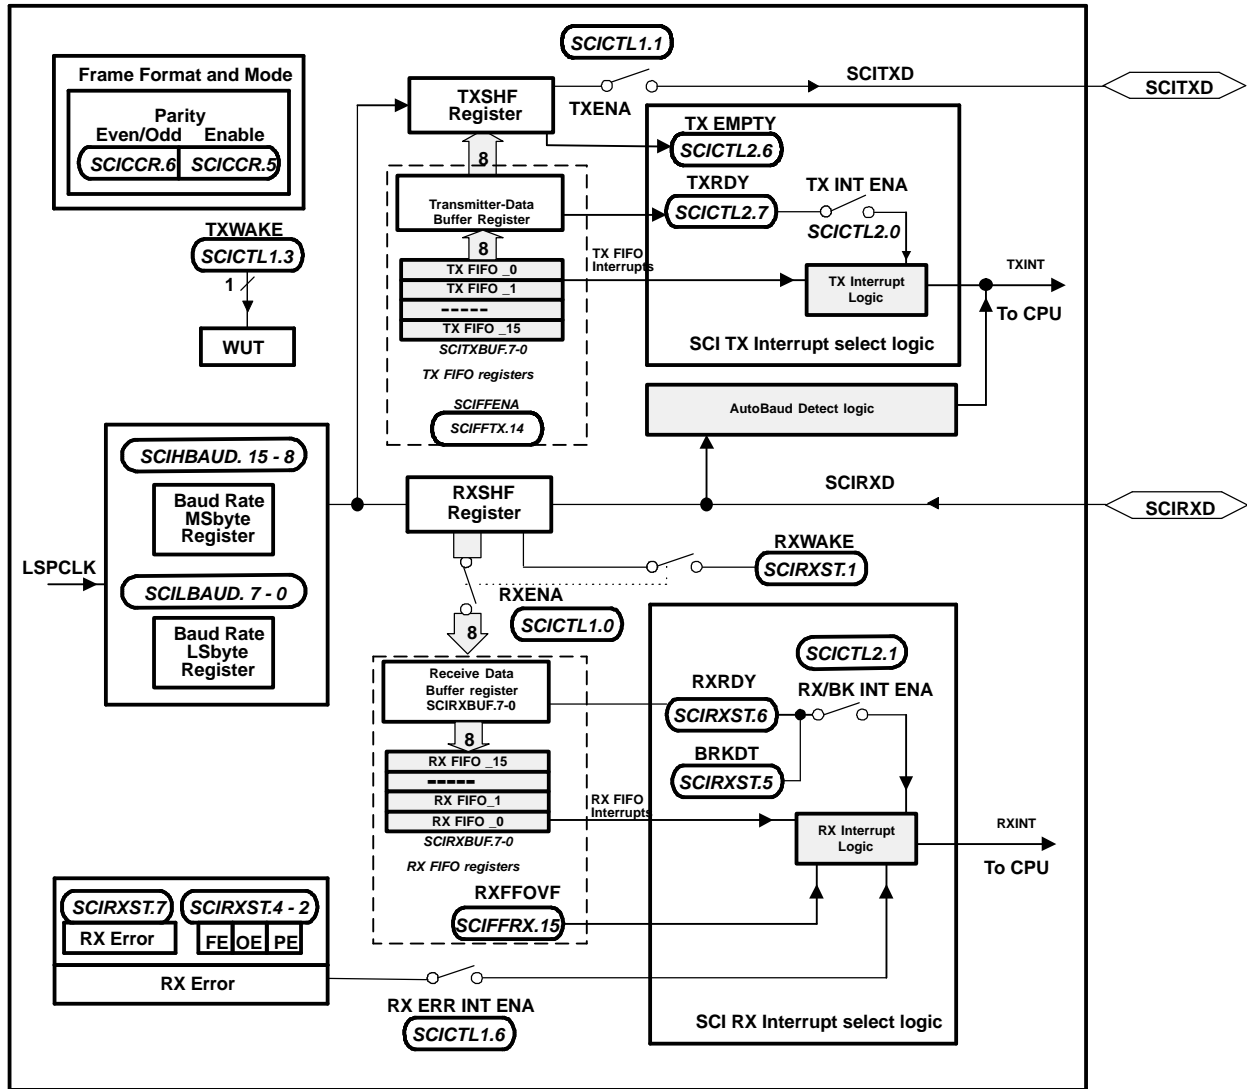 SCICTL1.1
Frame Format and Mode
Parity
Even/Odd Enable
SCICCR.6 SCICCR.5
TXSHF
Register
TXENA
SCITXD
SCITXD
8
TX EMPTY
SCICTL2.6
Transmitter-Data
Buffer Register
TXRDY
SCICTL2.7
TX INT ENA
SCICTL2.0
TXWAKE
SCICTL1.3
1
WUT
8
TX FIFO _0
TX FIFO _1
-----
TX FIFO _15
SCITXBUF.7-0
TX FIFO registers
SCIFFENA
SCIFFTX.14
TX FIFO
Interrupts
TX Interrupt
Logic
TXINT
To CPU
SCI TX Interrupt select logic
AutoBaud Detect logic
SCIHBAUD. 15 - 8
Baud Rate
MSbyte
Register
LSPCLK
SCILBAUD. 7 - 0
Baud Rate
LSbyte
Register
RXSHF
Register
SCIRXD
SCIRXD
RXWAKE
SCIRXST.1
RXENA
SCICTL1.0
8
Receive Data
Buffer register
SCIRXBUF.7-0
8
RX FIFO _15
-----
RX FIFO_1
RX FIFO _0
SCIRXBUF.7-0
RX FIFO registers
RXFFOVF
SCIFFRX.15
RX FIFO
Interrupts
SCICTL2.1
RX/BK INT ENA
RXRDY
SCIRXST.6
BRKDT
SCIRXST.5
RX Interrupt
Logic
RXINT
To CPU
SCI RX Interrupt select logic
SCIRXST.7 SCIRXST.4 - 2
RX Error FE OE PE
RX Error
RX ERR INT ENA
SCICTL1.6